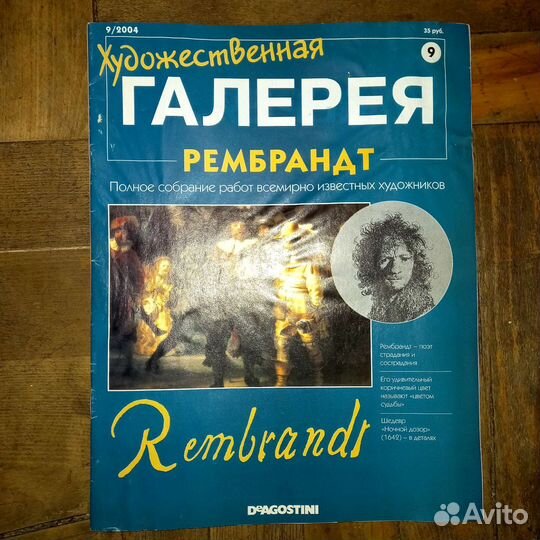 9/2004
35 руб.
Художественная
9
ГАЛЕРЕЯ
РЕМБРАНДТ
Полное собрание работ всемирно известных художников
Рембрандт – поэт
страдания и
сострадания
Его удивительный
коричневый цвет
называют «цветом
судьбы»
Шедевр
«Ночной дозор»
(1642) – в деталях
Rembrandt
DeAGOSTINI
Avito